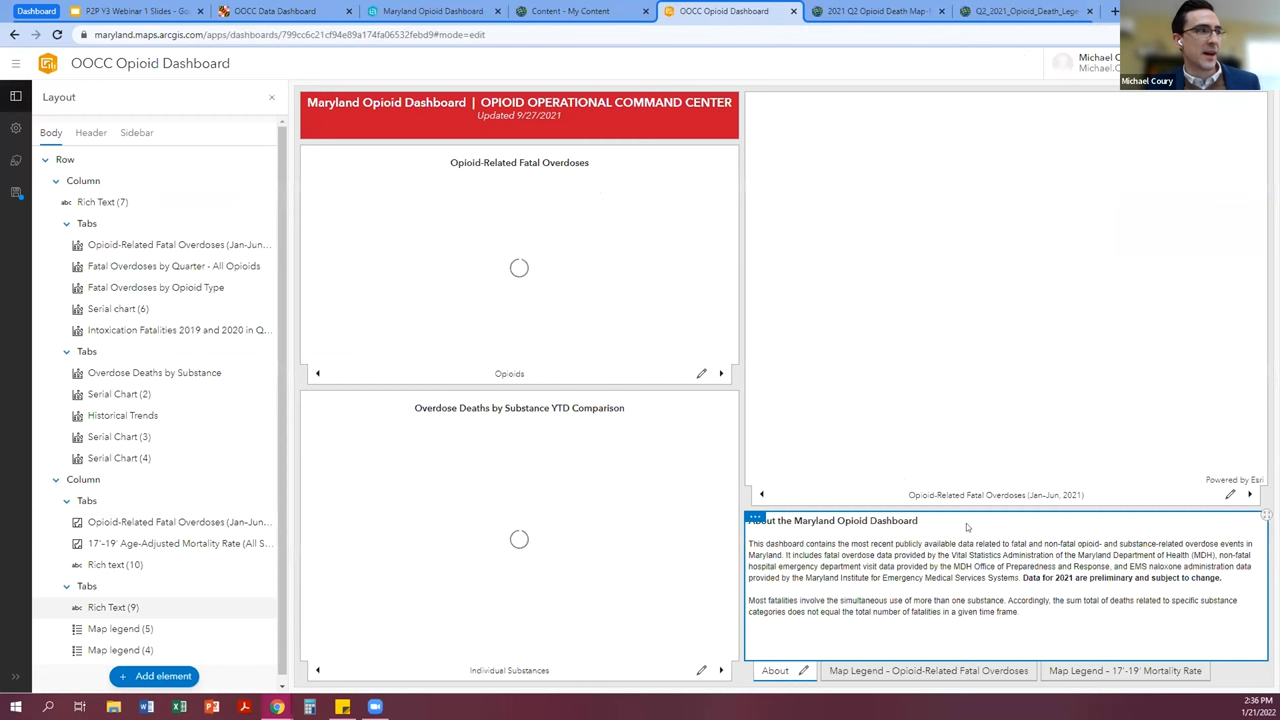 Dashboard
P2P Y3 Webinar 1 Slides - Go
OOCC Data Dashboard
Maryland Opioid Dashboard
Content - My Content
OOCC Opioid Dashboard
2021 Q2 Opioid Death Map-
Q2_2021_Opioid_Death_Lege
maryland.maps.arcgis.com/apps/dashboards/799cc6c21cf94e89a174fa06532febd9#mode=edit
OOCC Opioid Dashboard
Michael C
Michael.C
Michael Coury
Layout
Body
Header
Sidebar
Row
Column
abc Rich Text (7)
Tabs
Opioid-Related Fatal Overdoses (Jan-Jun...
Fatal Overdoses by Quarter - All Opioids
Fatal Overdoses by Opioid Type
Serial chart (6)
Intoxication Fatalities 2019 and 2020 in Q...
Tabs
Overdose Deaths by Substance
Serial Chart (2)
Historical Trends
Serial Chart (3)
Serial Chart (4)
Column
Tabs
Opioid-Related Fatal Overdoses (Jan–Jun...
17'–19' Age-Adjusted Mortality Rate (All S...
abc Rich text (10)
Tabs
abc Rich Text (9)
Map legend (5)
Map legend (4)
+ Add element
Maryland Opioid Dashboard | OPIOID OPERATIONAL COMMAND CENTER
Updated 9/27/2021
Opioid-Related Fatal Overdoses
Opioids
Overdose Deaths by Substance YTD Comparison
Individual Substances
Powered by Esri
Opioid-Related Fatal Overdoses (Jan–Jun, 2021)
About the Maryland Opioid Dashboard
This dashboard contains the most recent publicly available data related to fatal and non-fatal opioid- and substance-related overdose events in
Maryland. It includes fatal overdose data provided by the Vital Statistics Administration of the Maryland Department of Health (MDH), non-fatal
hospital emergency department visit data provided by the MDH Office of Preparedness and Response, and EMS naloxone administration data
provided by the Maryland Institute for Emergency Medical Services Systems. Data for 2021 are preliminary and subject to change.
Most fatalities involve the simultaneous use of more than one substance. Accordingly, the sum total of deaths related to specific substance
categories does not equal the total number of fatalities in a given time frame.
About
Map Legend – Opioid-Related Fatal Overdoses
Map Legend – 17'-19' Mortality Rate
2:36 PM
1/21/2022